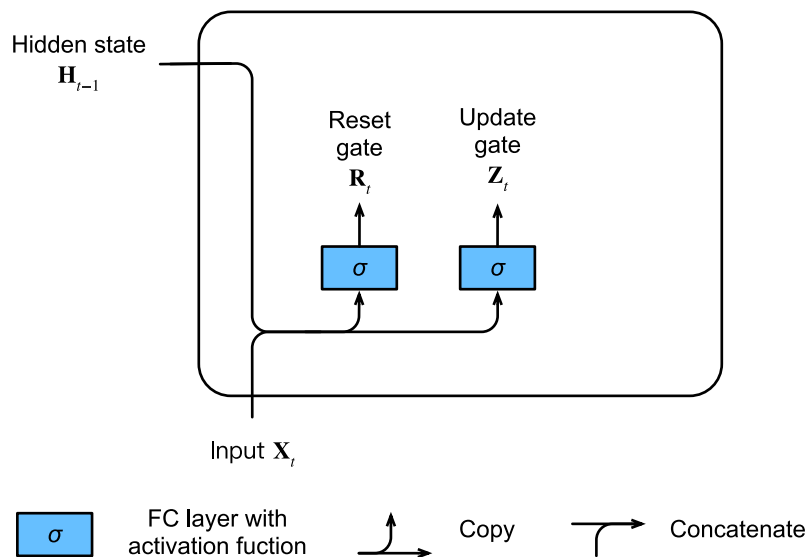 Hidden state
H_{t−1}
Reset
gate
R_t
Update
gate
Z_t
σ
σ
Input X_t
σ
FC layer with
activation fuction
Copy
Concatenate